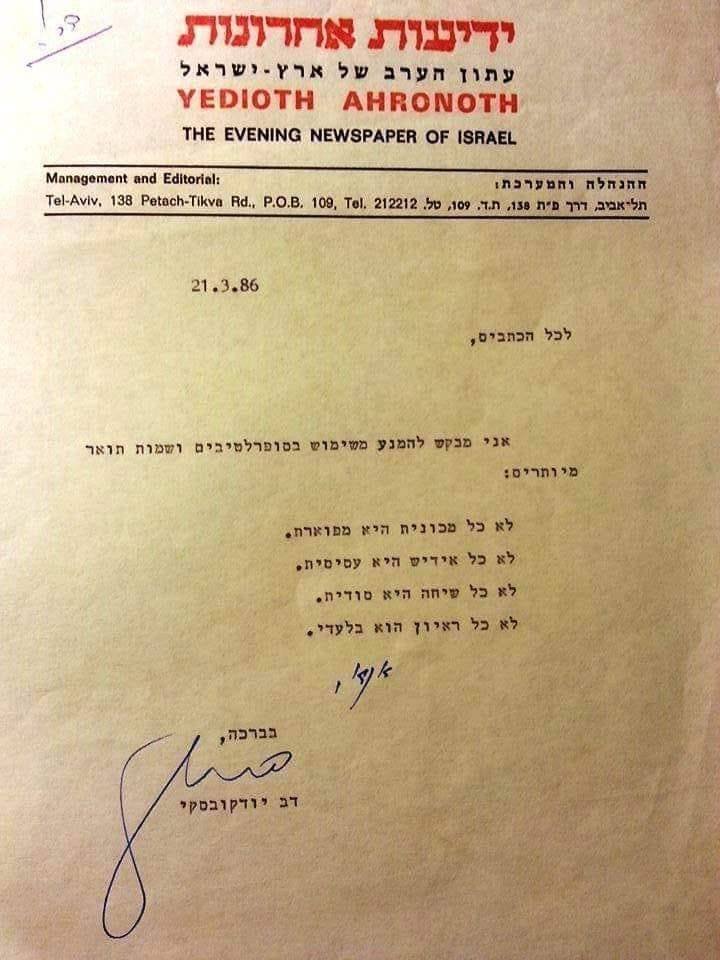 ידיעות אחרונות
עתון הערב של ארץ-ישראל
YEDIOTH AHRONOTH
THE EVENING NEWSPAPER OF ISRAEL
Management and Editorial: ההנהלה והמערכת:
Tel-Aviv, 138 Petach-Tikva Rd., P.O.B. 109, Tel. 212212 תל-אביב, דרך פ"ת 138, ת.ד. 109, טל.
21.3.86
לכל הכתבים,
אני מבקש להמנע משימוש בסופרלטיבים ושמות תואר
מיותרים:
לא כל מכונית היא מפוארת.
לא כל אידיש היא עסיסית.
לא כל שיחה היא סודית.
לא כל ראיון הוא בלעדי.
בברכה,
דב יודקובסקי